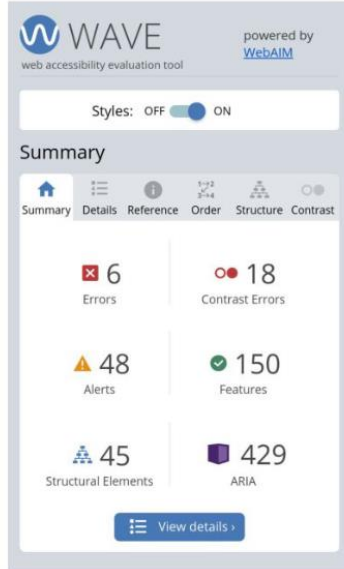 WAVE
web accessibility evaluation tool
powered by
WebAIM
Styles: OFF ON
Summary
Summary Details Reference Order Structure Contrast
6 18
Errors Contrast Errors
48 150
Alerts Features
45 429
Structural Elements ARIA
View details ›